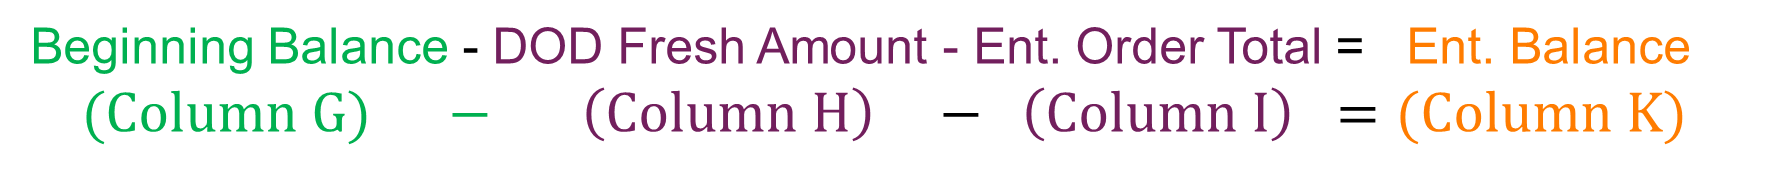 Beginning Balance - DOD Fresh Amount - Ent. Order Total = Ent. Balance
(Column G) − (Column H) − (Column I) = (Column K)